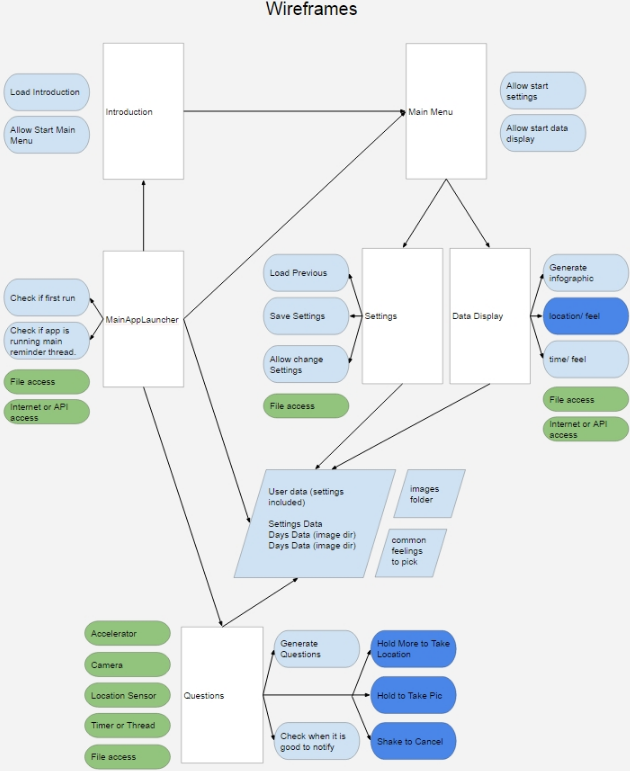 Wireframes
Load Introduction
Allow Start Main
Menu
Introduction
Main Menu
Allow start
settings
Allow start data
display
Check if first run
Check if app is
running main
reminder thread.
File access
Internet or API
access
MainAppLauncher
Load Previous
Save Settings
Allow change
Settings
File access
Settings
Data Display
Generate
infographic
location/ feel
time/ feel
File access
Internet or API
access
User data (settings
included)
Settings Data
Days Data (image dir)
Days Data (image dir)
images
folder
common
feelings
to pick
Accelerator
Camera
Location Sensor
Timer or Thread
File access
Questions
Generate
Questions
Check when it is
good to notify
Hold More to Take
Location
Hold to Take Pic
Shake to Cancel